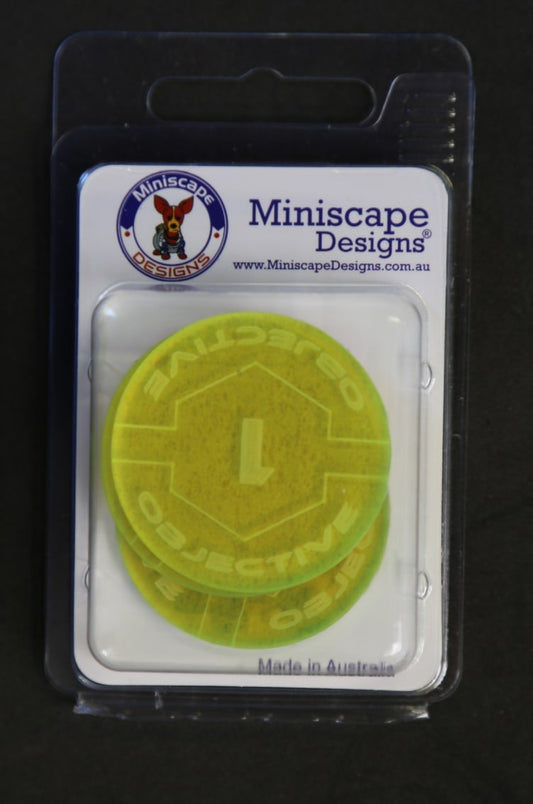 Miniscape
DESIGNS
Miniscape
Designs®
www.MiniscapeDesigns.com.au
OBJECTIVE
1
OBJECTIVE
Made in Australia